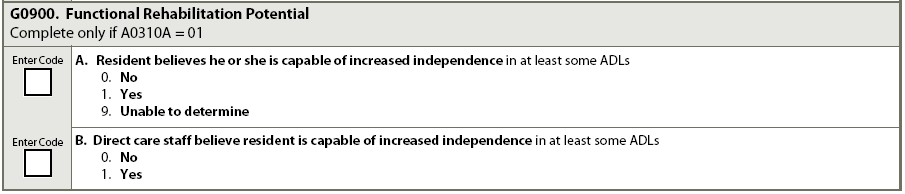 G0900. Functional Rehabilitation Potential
Complete only if A0310A = 01
Enter Code
A. Resident believes he or she is capable of increased independence in at least some ADLs
0. No
1. Yes
9. Unable to determine
Enter Code
B. Direct care staff believe resident is capable of increased independence in at least some ADLs
0. No
1. Yes